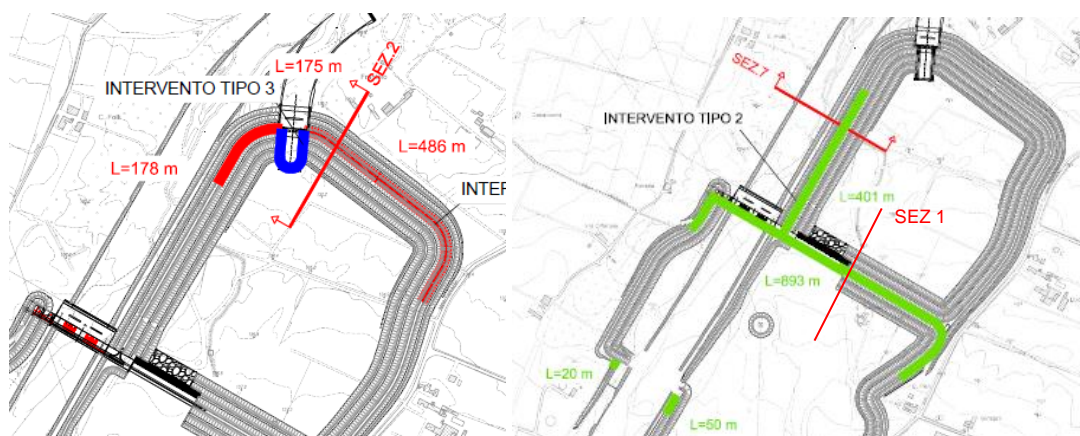 L=175 m
SEZ.2
INTERVENTO TIPO 3
L=178 m
L=486 m
INTER
SEZ.7
INTERVENTO TIPO 2
L=401 m
SEZ 1
L=893 m
L=20 m
L=50 m